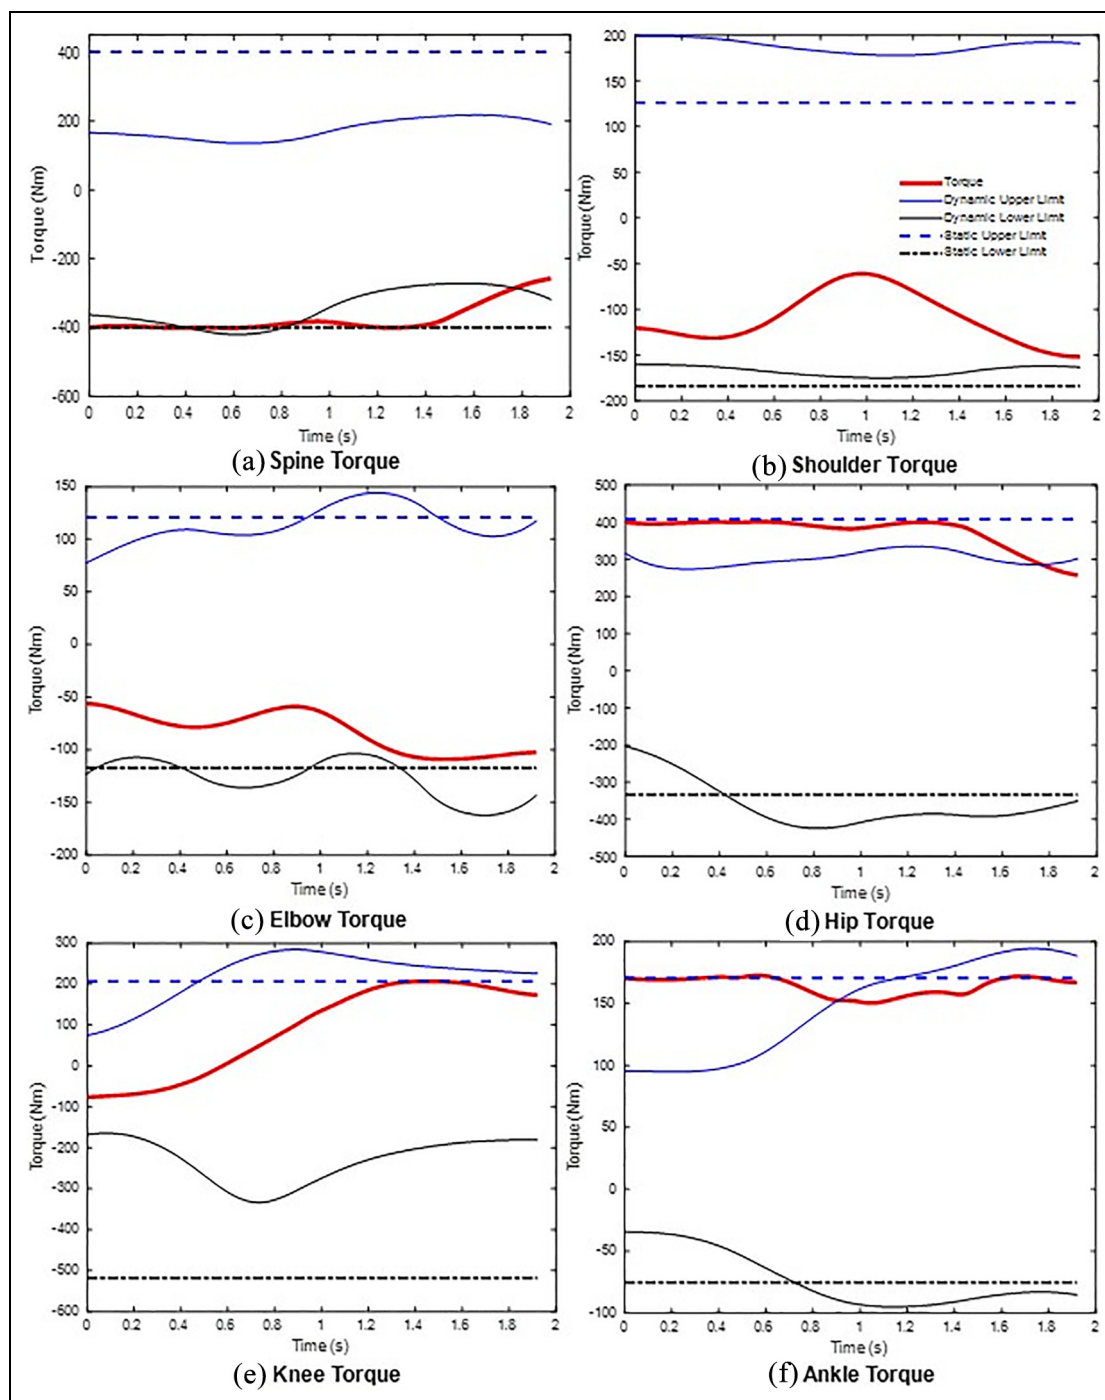 400
200
0
-200
-400
-600
Torque (Nm)
0 0.2 0.4 0.6 0.8 1 1.2 1.4 1.6 1.8 2
Time (s)
(a) Spine Torque
200
150
100
50
0
-50
-100
-150
-200
Torque (Nm)
Torque
Dynamic Upper Limit
Dynamic Lower Limit
Static Upper Limit
Static Lower Limit
0 0.2 0.4 0.6 0.8 1 1.2 1.4 1.6 1.8 2
Time (s)
(b) Shoulder Torque
150
100
50
0
-50
-100
-150
-200
Torque (Nm)
0 0.2 0.4 0.6 0.8 1 1.2 1.4 1.6 1.8 2
Time (s)
(c) Elbow Torque
500
400
300
200
100
0
-100
-200
-300
-400
-500
Torque (Nm)
0 0.2 0.4 0.6 0.8 1 1.2 1.4 1.6 1.8 2
Time (s)
(d) Hip Torque
300
200
100
0
-100
-200
-300
-400
-500
-600
Torque (Nm)
0 0.2 0.4 0.6 0.8 1 1.2 1.4 1.6 1.8 2
Time (s)
(e) Knee Torque
200
150
100
50
0
-50
-100
Torque (Nm)
0 0.2 0.4 0.6 0.8 1 1.2 1.4 1.6 1.8 2
Time (s)
(f) Ankle Torque